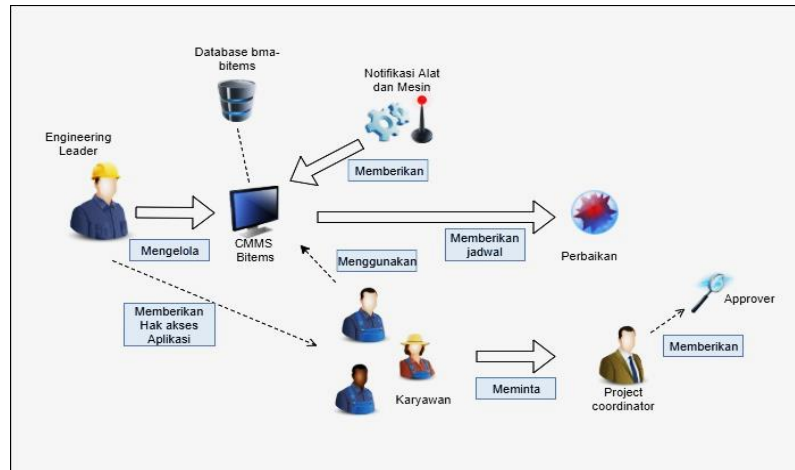 Database bma-
bitems
Notifikasi Alat
dan Mesin
Engineering
Leader
Memberikan
Mengelola
CMMS
Bitems
Menggunakan
Memberikan
jadwal
Perbaikan
Memberikan
Hak akses
Aplikasi
Approver
Memberikan
Karyawan
Meminta
Project
coordinator